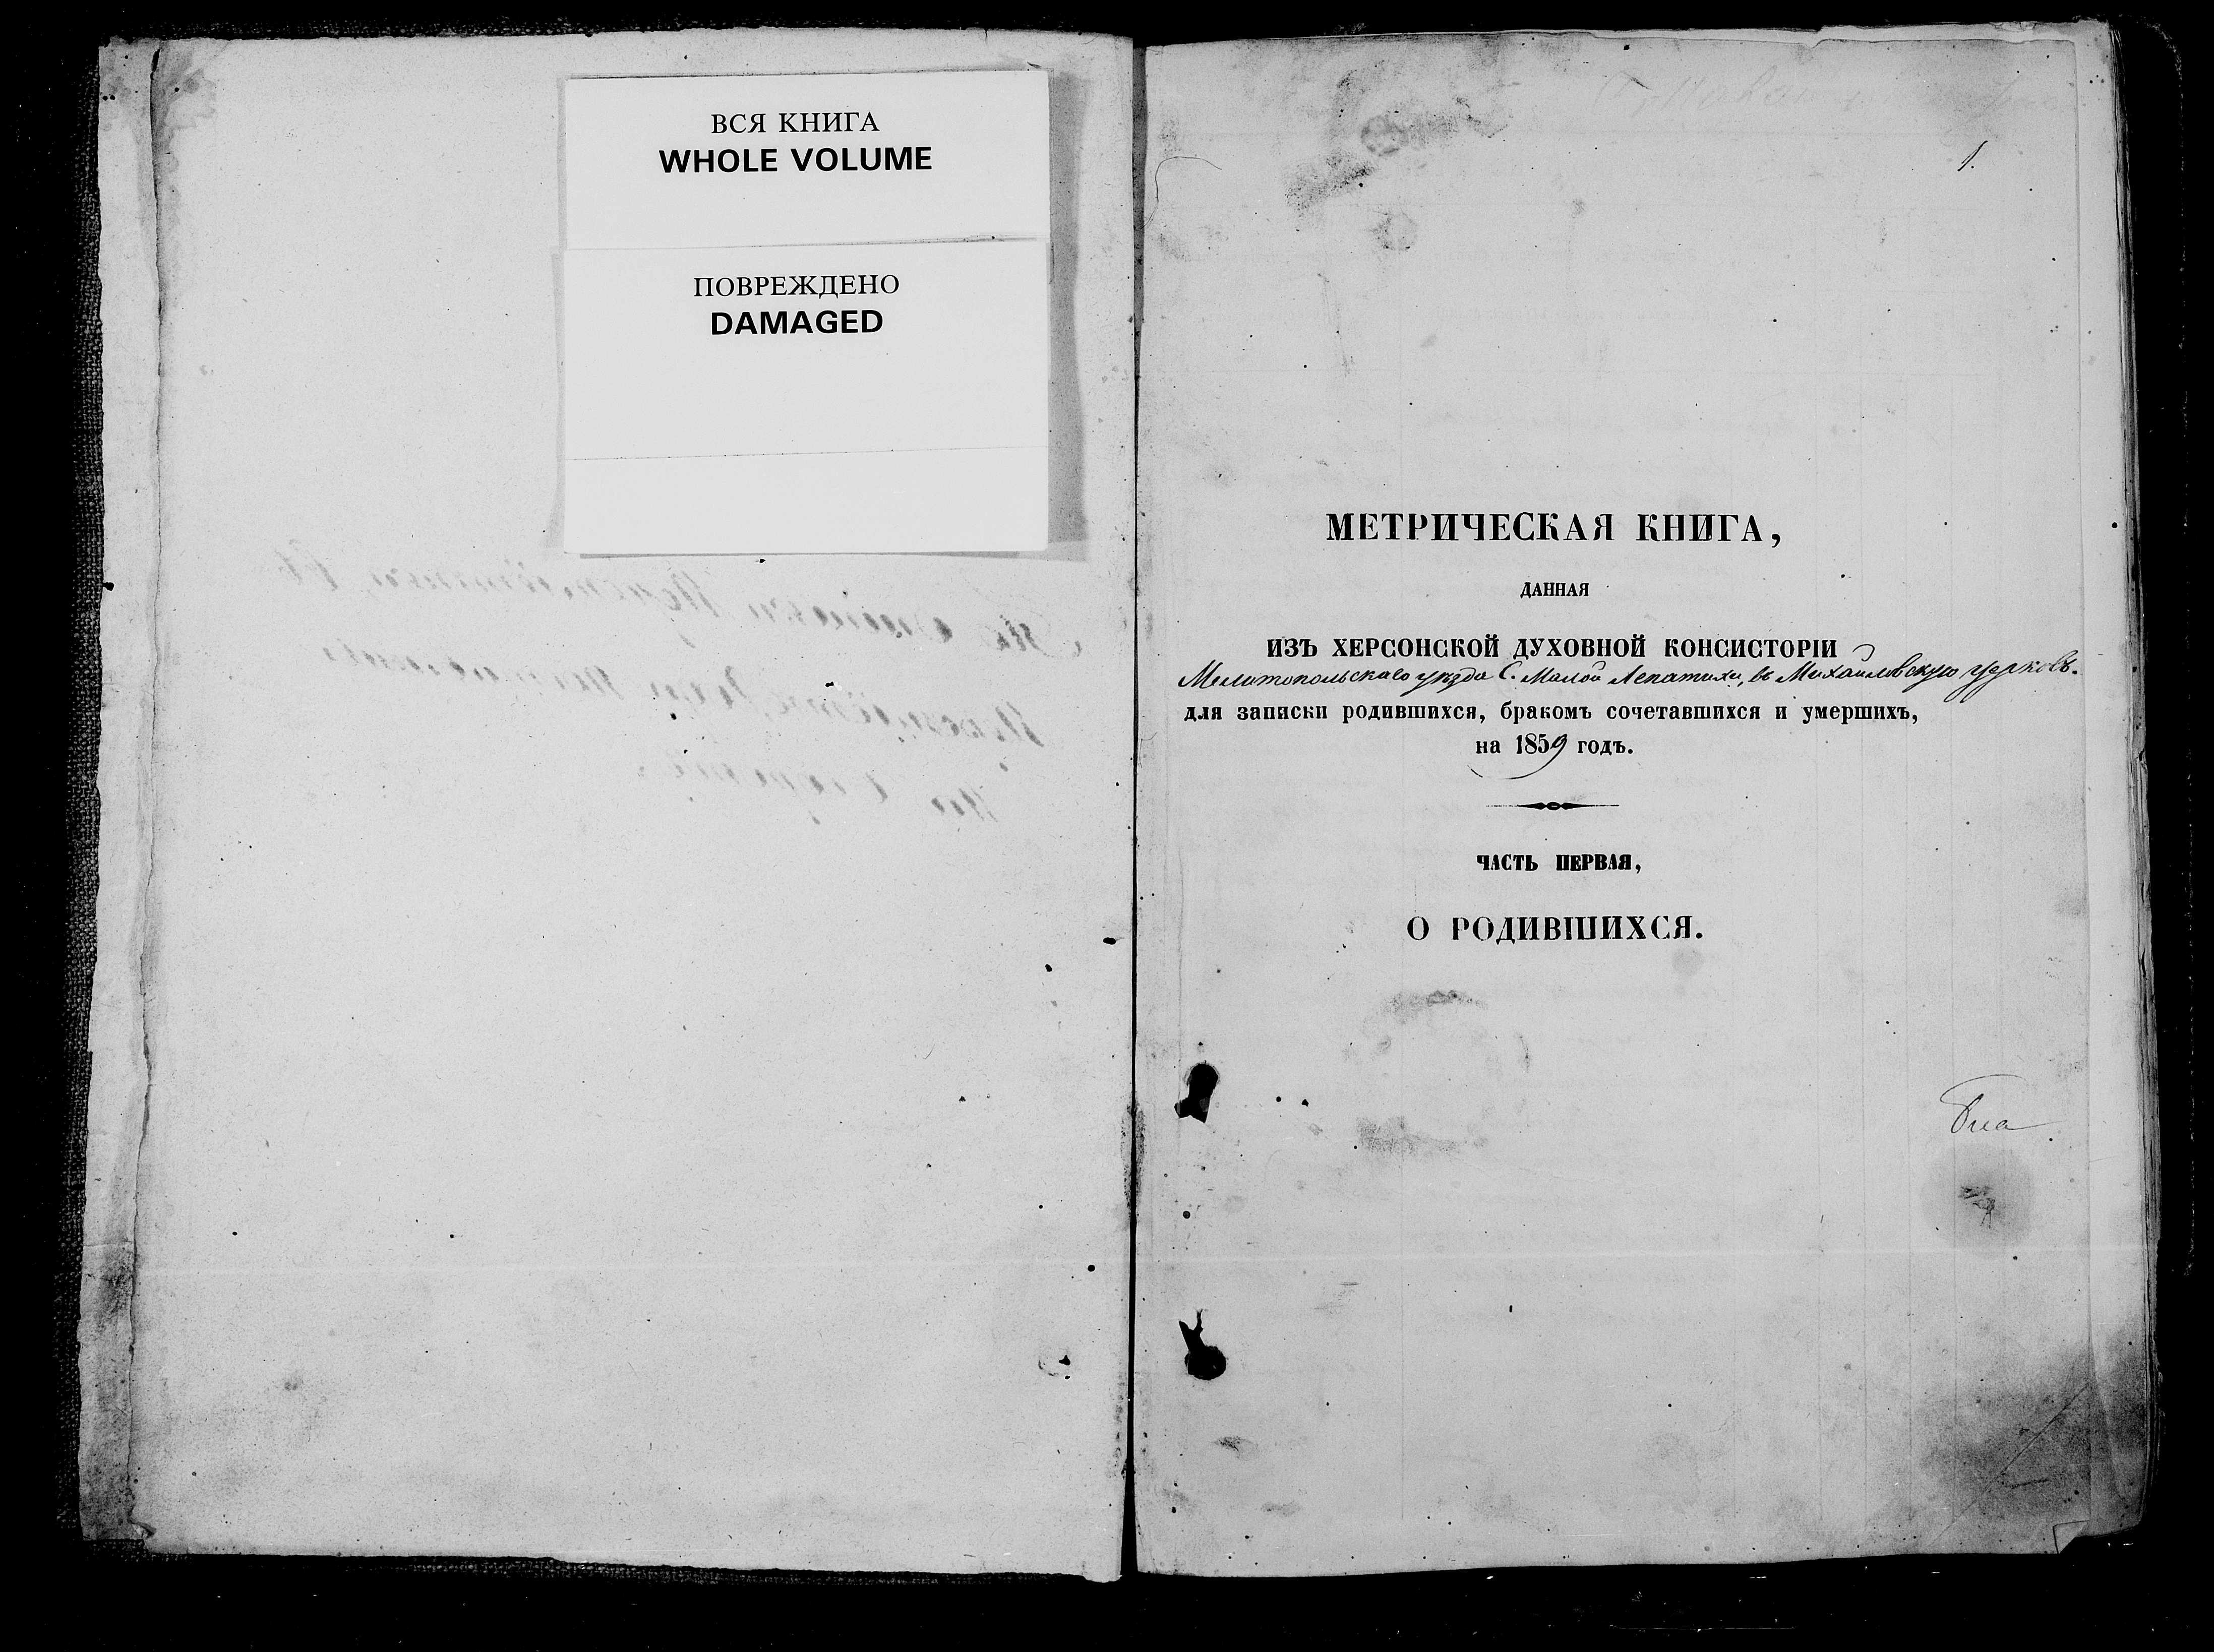 ВСЯ КНИГА
WHOLE VOLUME
ПОВРЕЖДЕНО
DAMAGED
1.
МЕТРИЧЕСКАЯ КНИГА,
ДАННАЯ
ИЗЪ ХЕРСОНСКОЙ ДУХОВНОЙ КОНСИСТОРІИ
Мелитопольскаго уѣзда С. Малой Лепатихи, въ Михайловскую церковь.
для записки родившихся, бракомъ сочетавшихся и умершихъ,
на 1859 годъ.
ЧАСТЬ ПЕРВАЯ,
О РОДИВШИХСЯ.